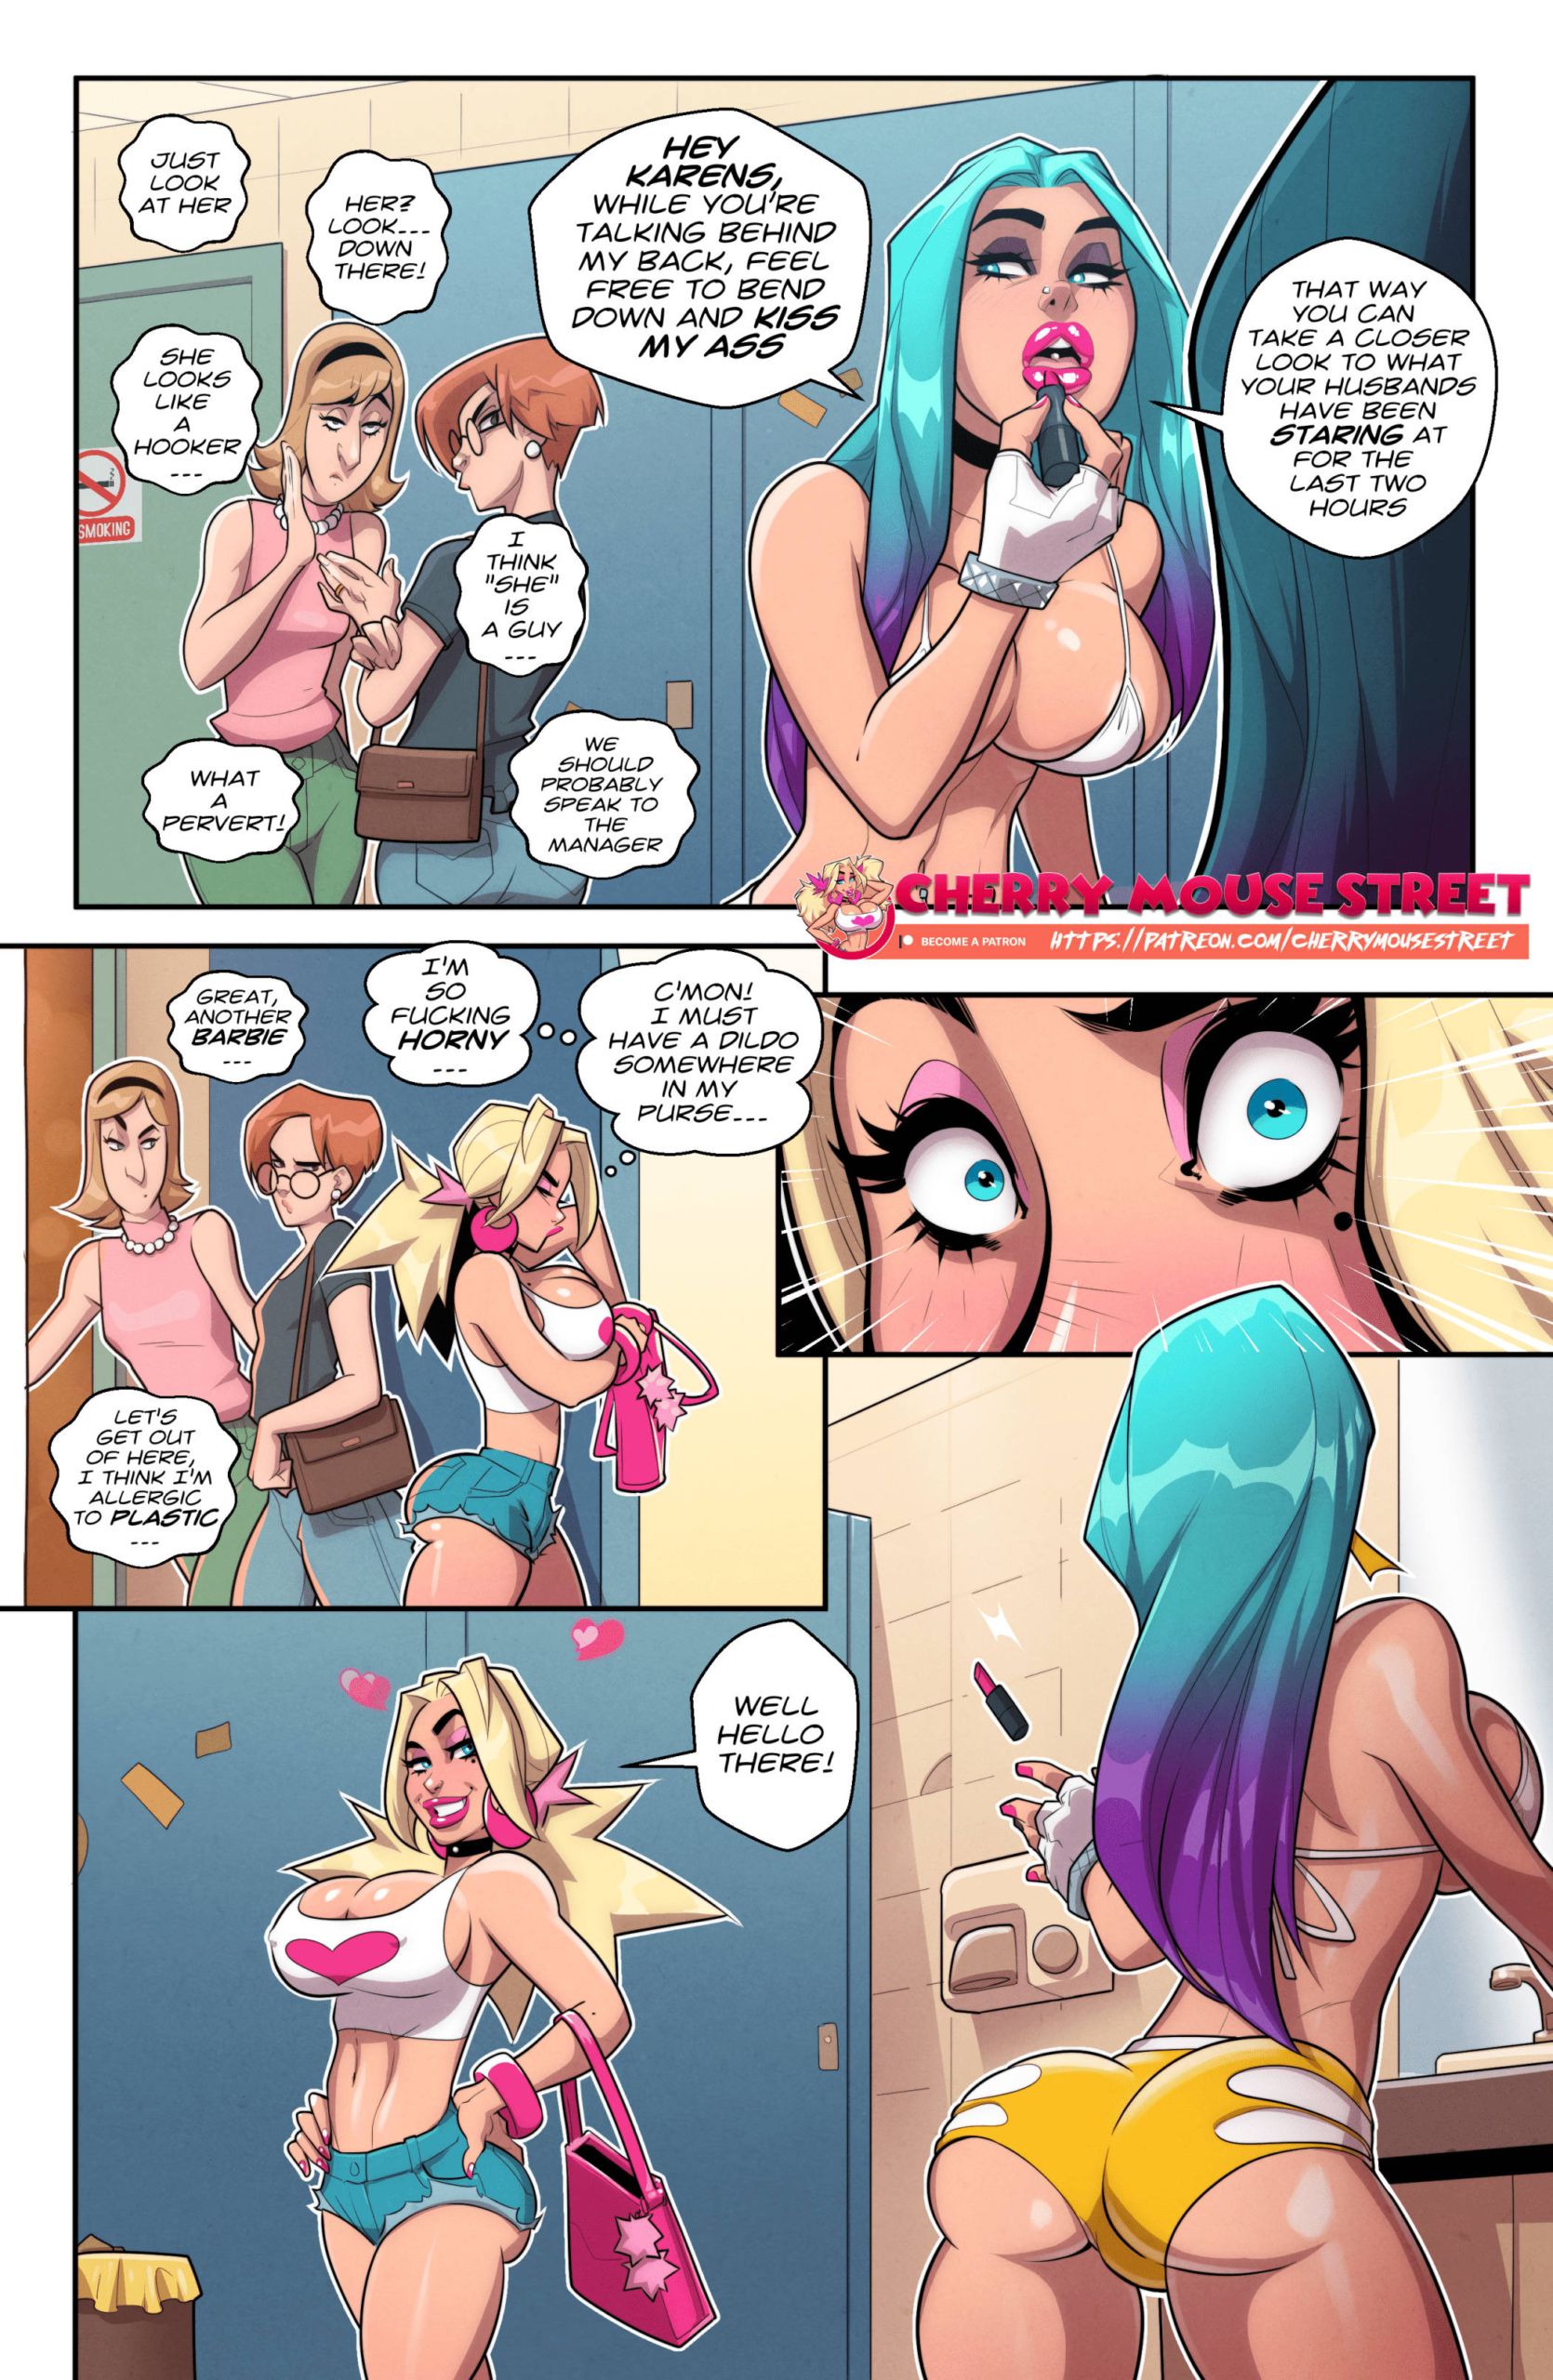 JUST
LOOK
AT HER
HER?
LOOK---
DOWN
THERE!
HEY
KARENS,
WHILE YOU'RE
TALKING BEHIND
MY BACK, FEEL
FREE TO BEND
DOWN AND KISS
MY ASS
THAT WAY
YOU CAN
TAKE A CLOSER
LOOK TO WHAT
YOUR HUSBANDS
HAVE BEEN
STARING AT
FOR THE
LAST TWO
HOURS
SHE
LOOKS
LIKE
A
HOOKER
---
SMOKING
I
THINK
"SHE"
IS
A GUY
---
WHAT
A
PERVERT!
WE
SHOULD
PROBABLY
SPEAK TO
THE
MANAGER
CHERRY MOUSE STREET
BECOME A PATRON HTTPS://PATREON.COM/CHERRYMOUSESTREET
GREAT,
ANOTHER
BARBIE
---
I'M
SO
FUCKING
HORNY
---
C'MON!
I MUST
HAVE A DILDO
SOMEWHERE
IN MY
PURSE---
LET'S
GET OUT
OF HERE,
I THINK I'M
ALLERGIC
TO PLASTIC
---
WELL
HELLO
THERE!